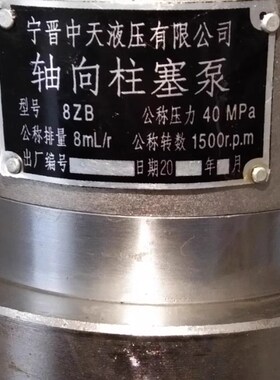 宁晋中天液压有限公司
轴向柱塞泵
型号 8ZB 公称压力 40 MPa
公称排量 8mL/r 公称转数 1500r.p.m
出厂编号 日期20 年 月